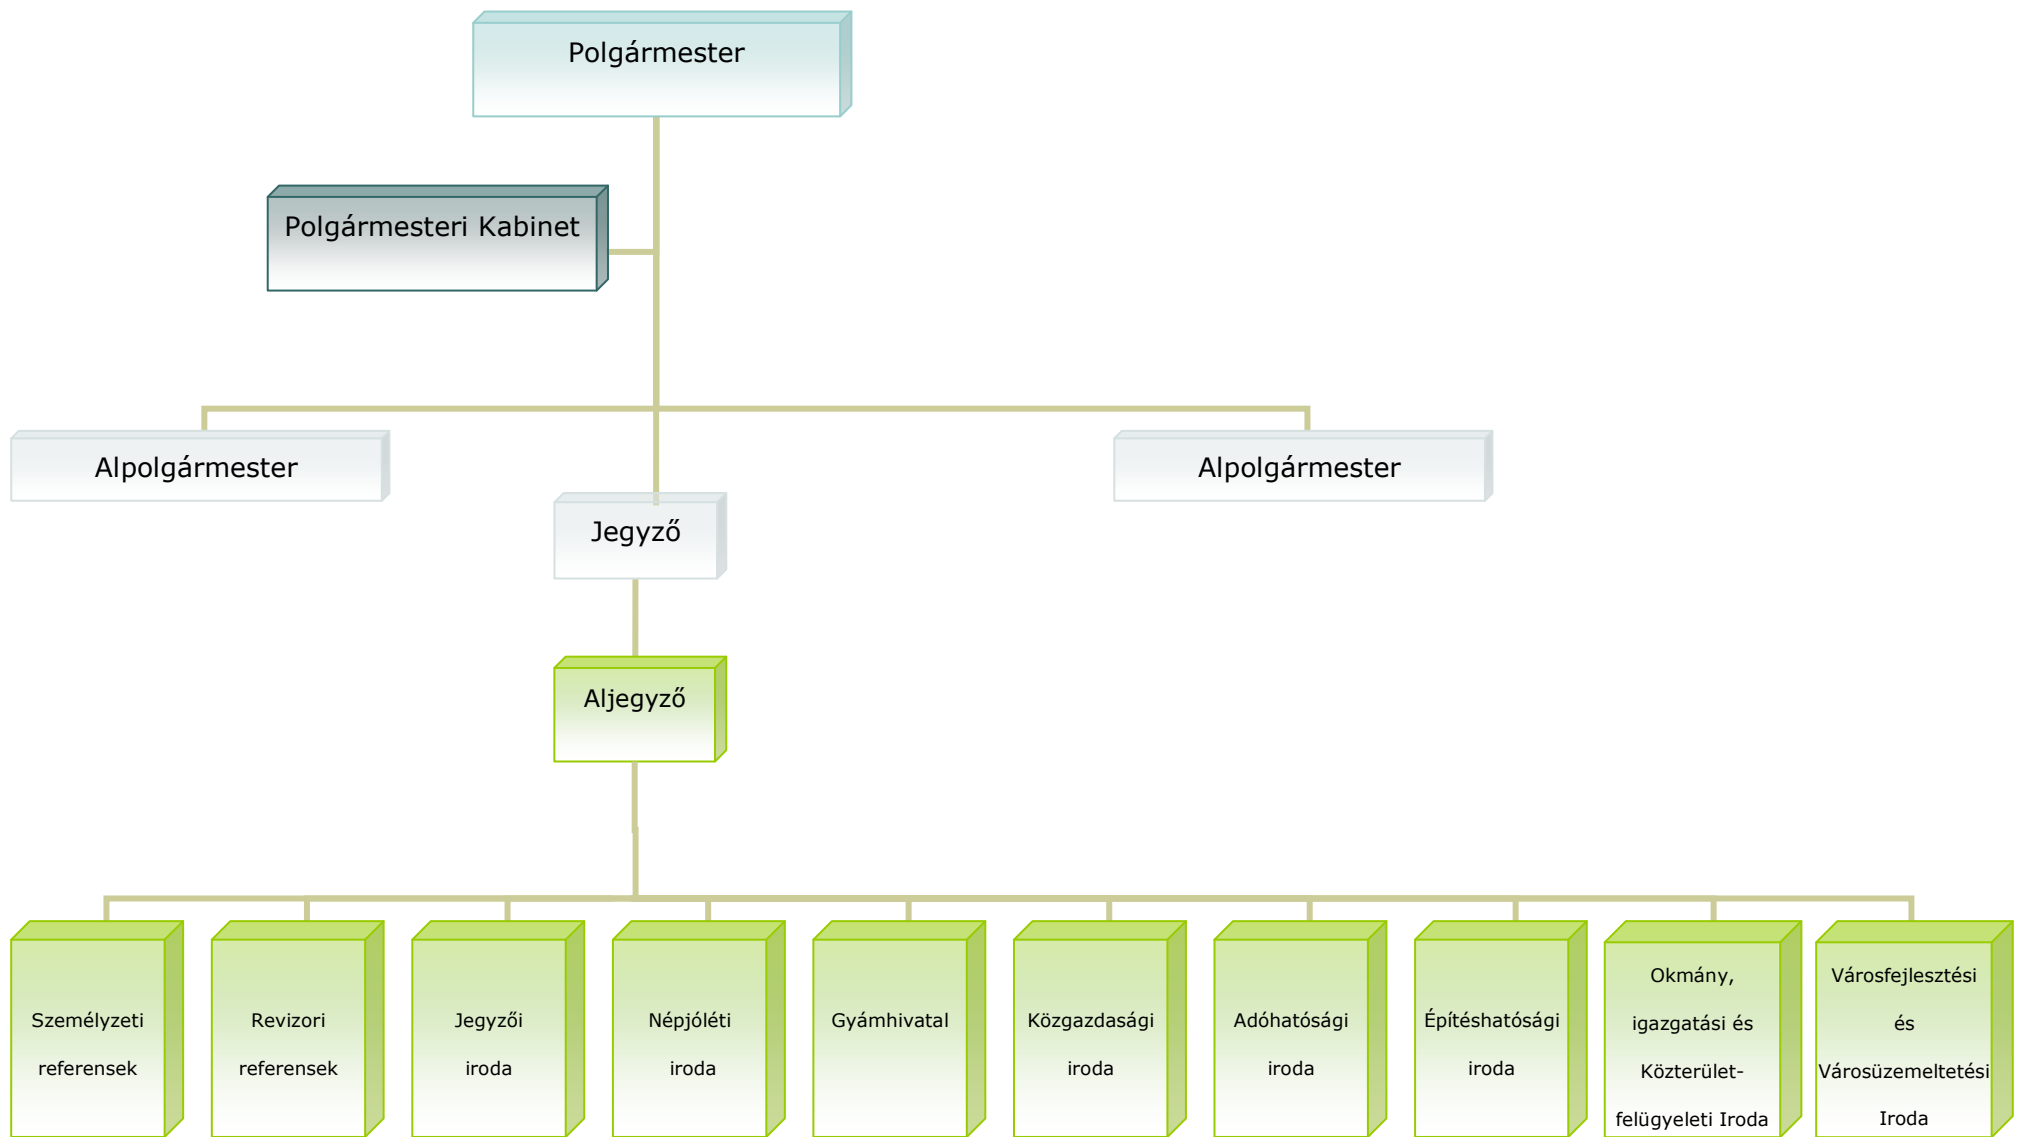 Polgármester
Polgármesteri Kabinet
Alpolgármester
Alpolgármester
Jegyző
Aljegyző
Személyzeti
referensek
Revizori
referensek
Jegyzői
iroda
Népjóléti
iroda
Gyámhivatal
Közgazdasági
iroda
Adóhatósági
iroda
Építéshatósági
iroda
Okmány,
igazgatási és
Közterület-
felügyeleti Iroda
Városfejlesztési
és
Városüzemeltetési
Iroda